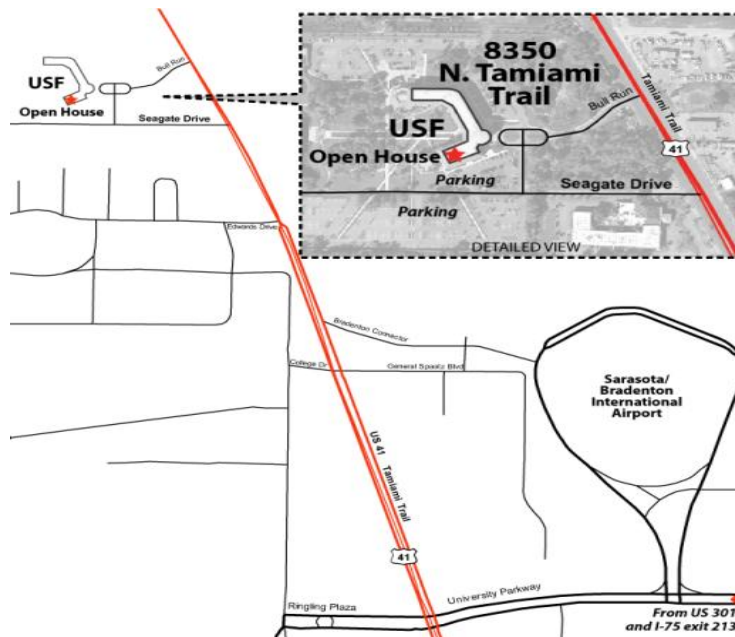 USF
Open House
Bull Run
Seagate Drive
8350
N. Tamiami
Trail
USF
Open House
Bull Run
Tamiami Trail
41
Parking
Seagate Drive
Parking
DETAILED VIEW
Edwards Drive
Bradenton Connector
College Dr
General Spaatz Blvd
Sarasota/
Bradenton
International
Airport
US 41 Tamiami Trail
41
University Parkway
Ringling Plaza
From US 301
and I-75 exit 213